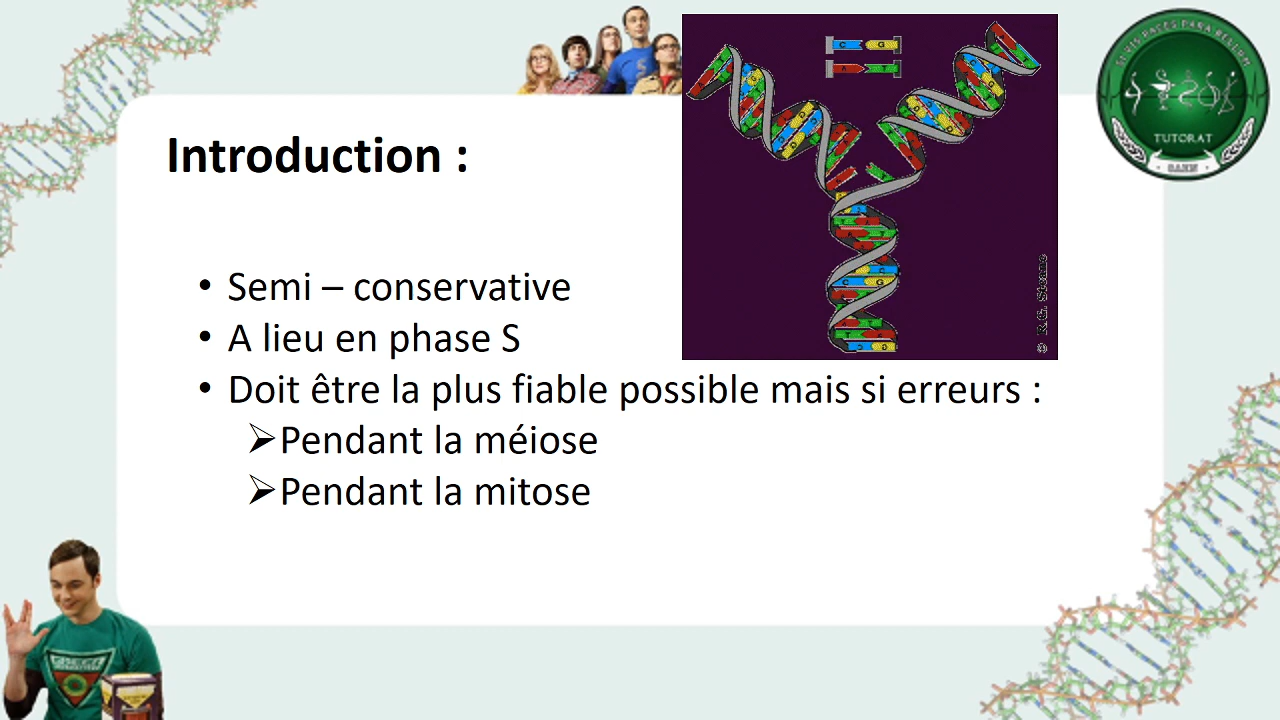 Introduction :
• Semi – conservative
• A lieu en phase S
• Doit être la plus fiable possible mais si erreurs :
➢Pendant la méiose
➢Pendant la mitose
C G
A
TUTORAT